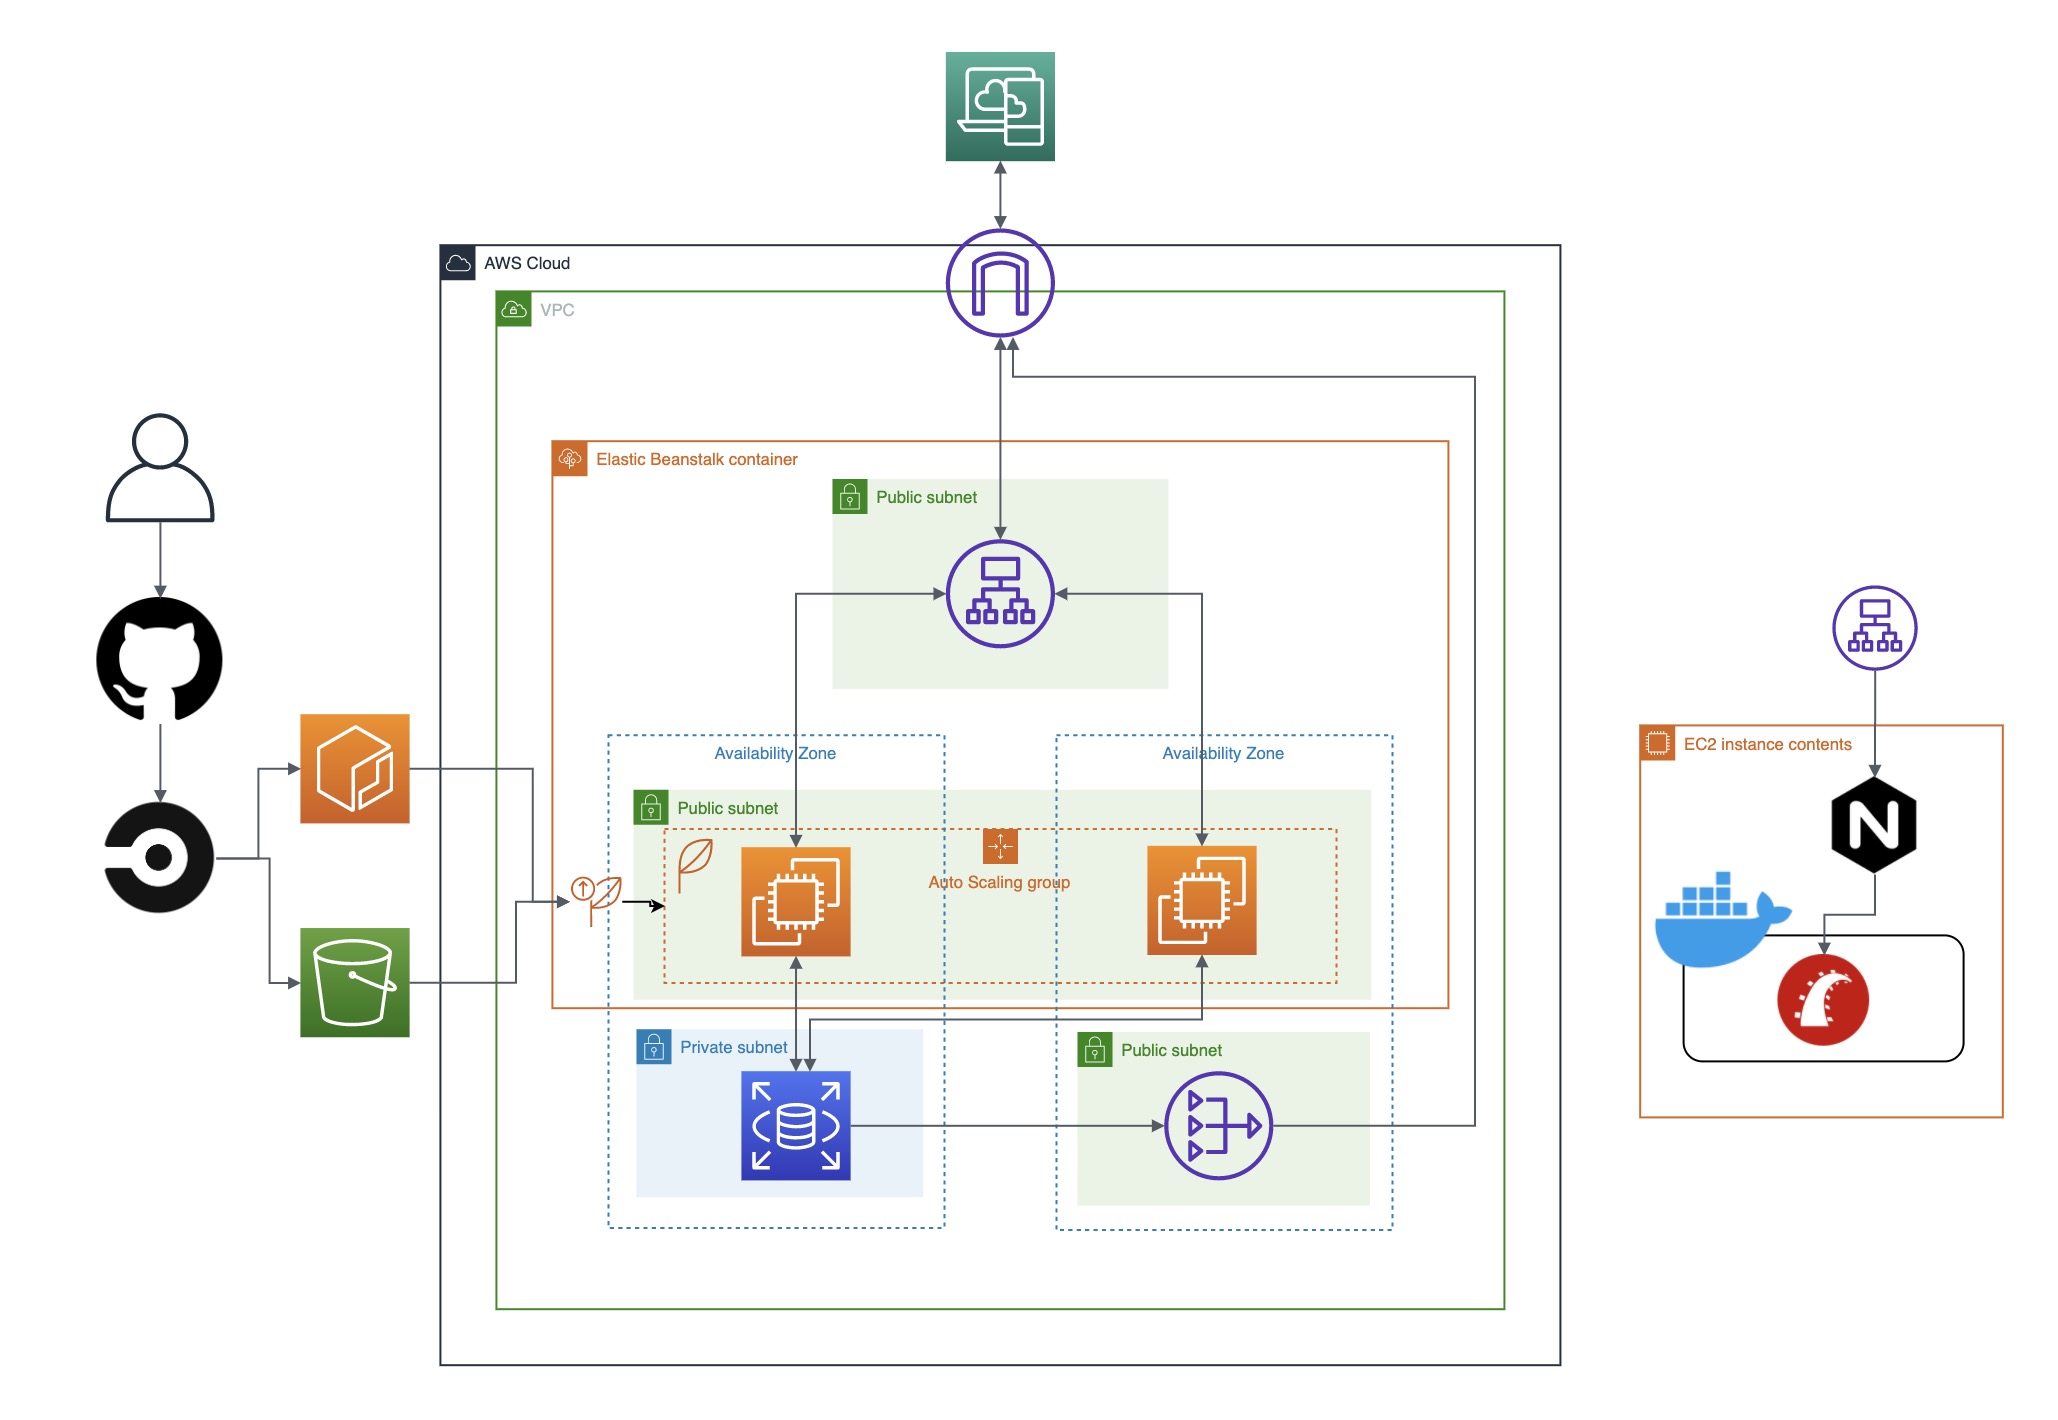 AWS Cloud
VPC
Elastic Beanstalk container
Public subnet
Availability Zone
Availability Zone
Public subnet
Auto Scaling group
Private subnet
Public subnet
EC2 instance contents
N